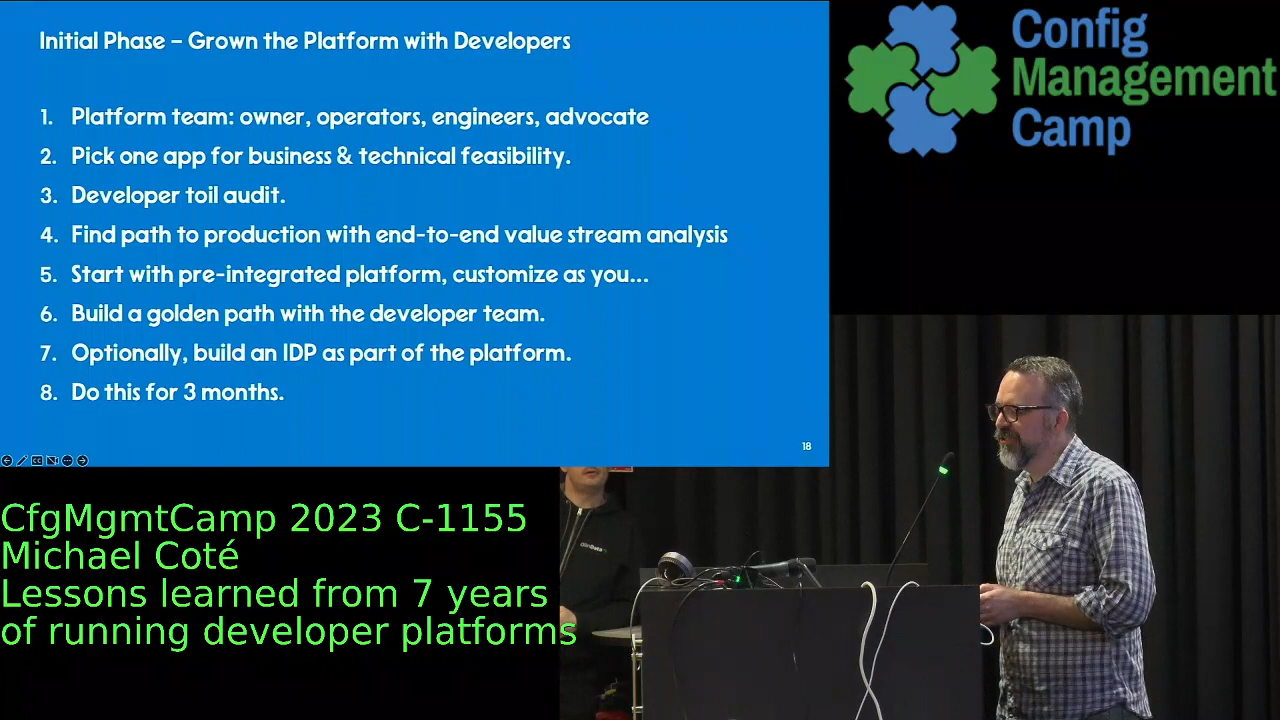 Initial Phase – Grown the Platform with Developers
1. Platform team: owner, operators, engineers, advocate
2. Pick one app for business & technical feasibility.
3. Developer toil audit.
4. Find path to production with end-to-end value stream analysis
5. Start with pre-integrated platform, customize as you...
6. Build a golden path with the developer team.
7. Optionally, build an IDP as part of the platform.
8. Do this for 3 months.
18
Config
Management
Camp
CfgMgmtCamp 2023 C-1155
Michael Coté
Lessons learned from 7 years
of running developer platforms